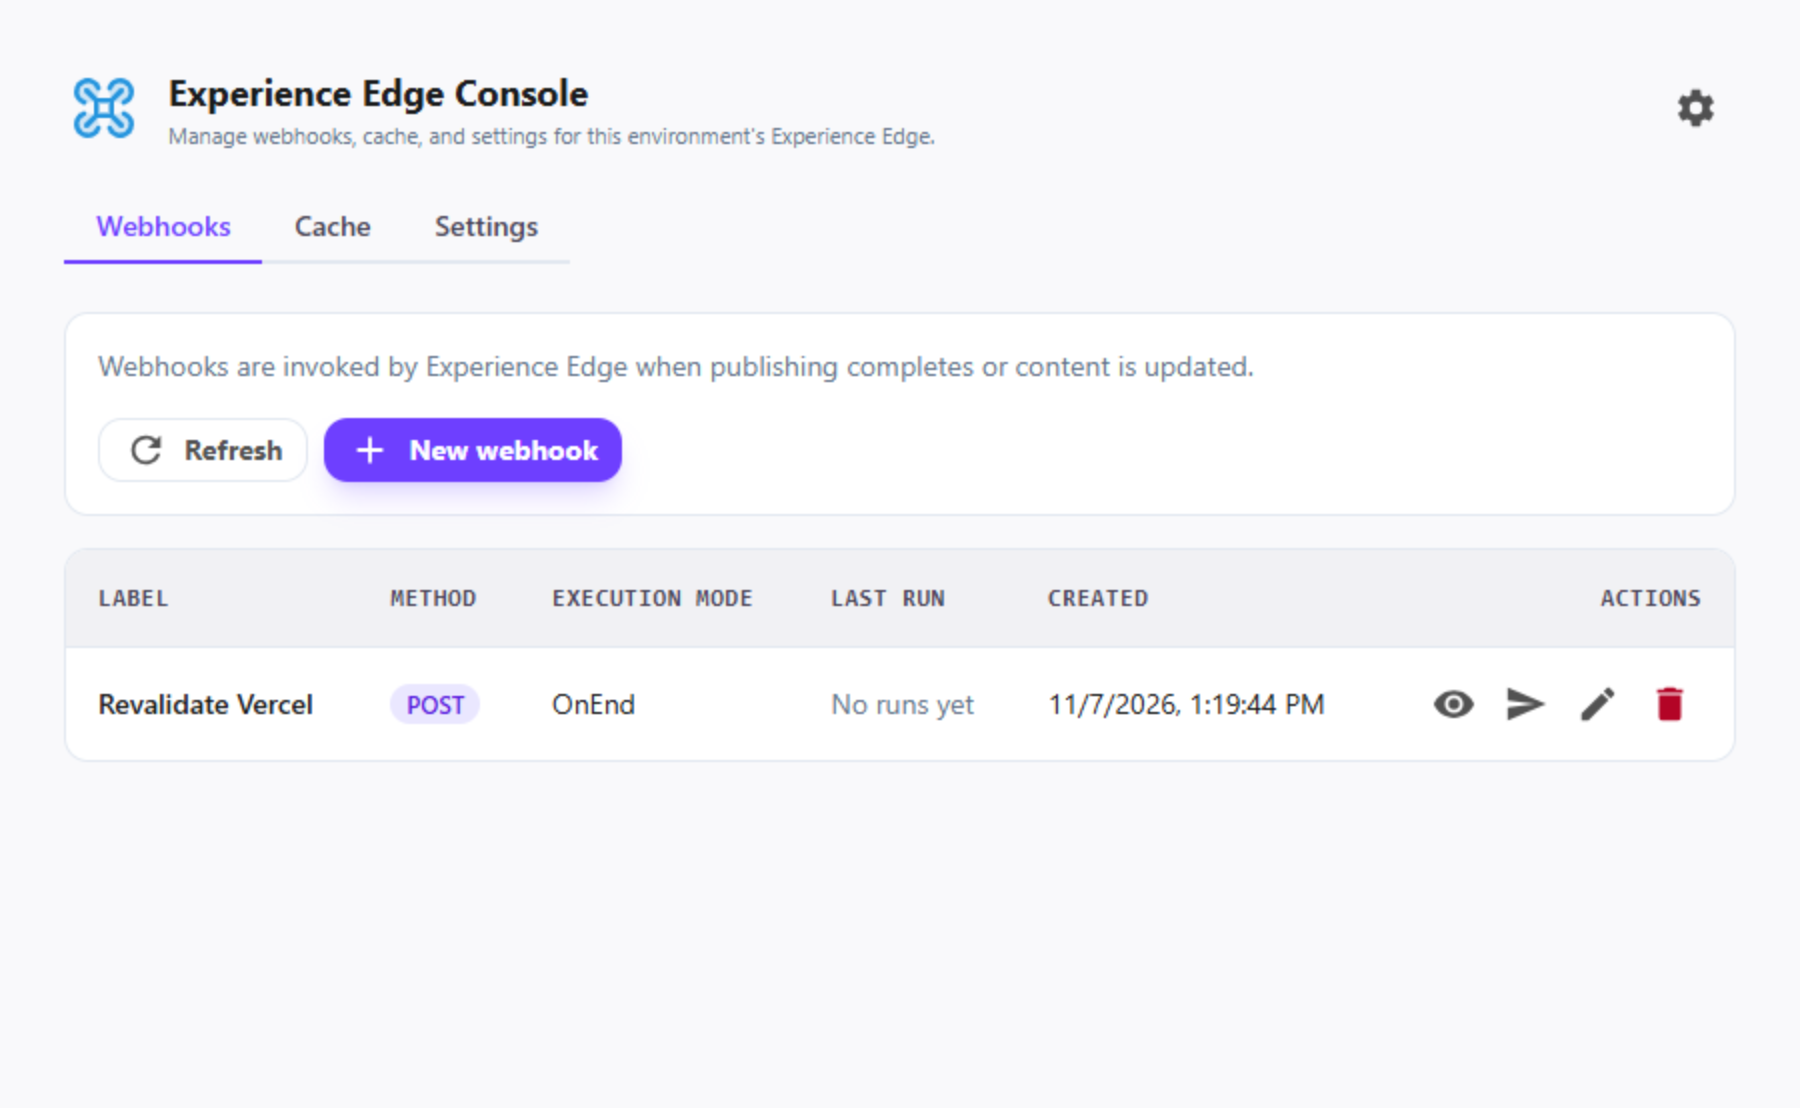 Experience Edge Console
Manage webhooks, cache, and settings for this environment's Experience Edge.
Webhooks Cache Settings
Webhooks are invoked by Experience Edge when publishing completes or content is updated.
Refresh New webhook
LABEL METHOD EXECUTION MODE LAST RUN CREATED ACTIONS
Revalidate Vercel POST OnEnd No runs yet 11/7/2026, 1:19:44 PM